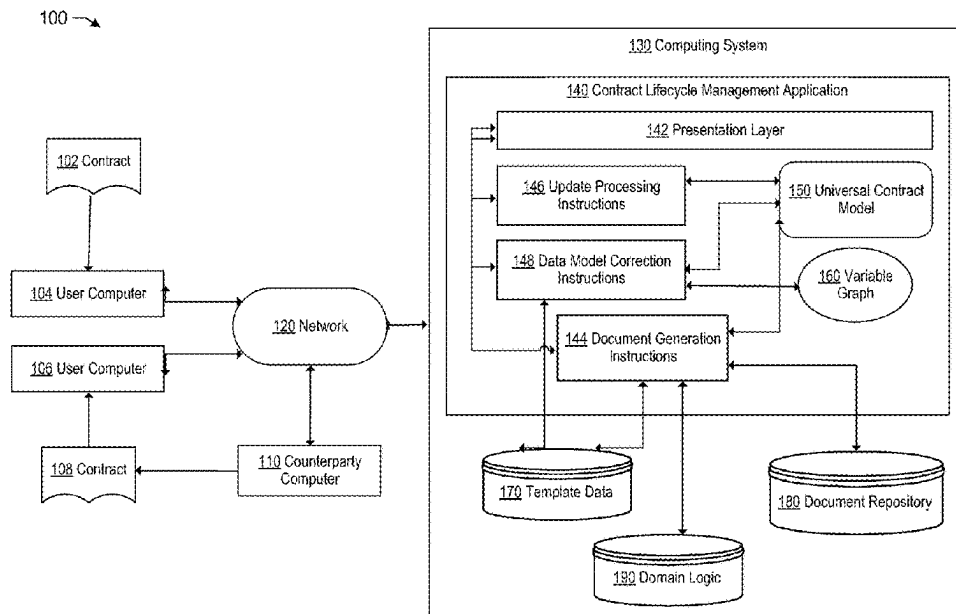 100
130 Computing System
140 Contract Lifecycle Management Application
142 Presentation Layer
102 Contract
146 Update Processing
Instructions
150 Universal Contract
Model
148 Data Model Correction
Instructions
160 Variable
Graph
104 User Computer
120 Network
144 Document Generation
Instructions
106 User Computer
108 Contract
110 Counterparty
Computer
170 Template
Data
180 Document Repository
190 Domain Logic